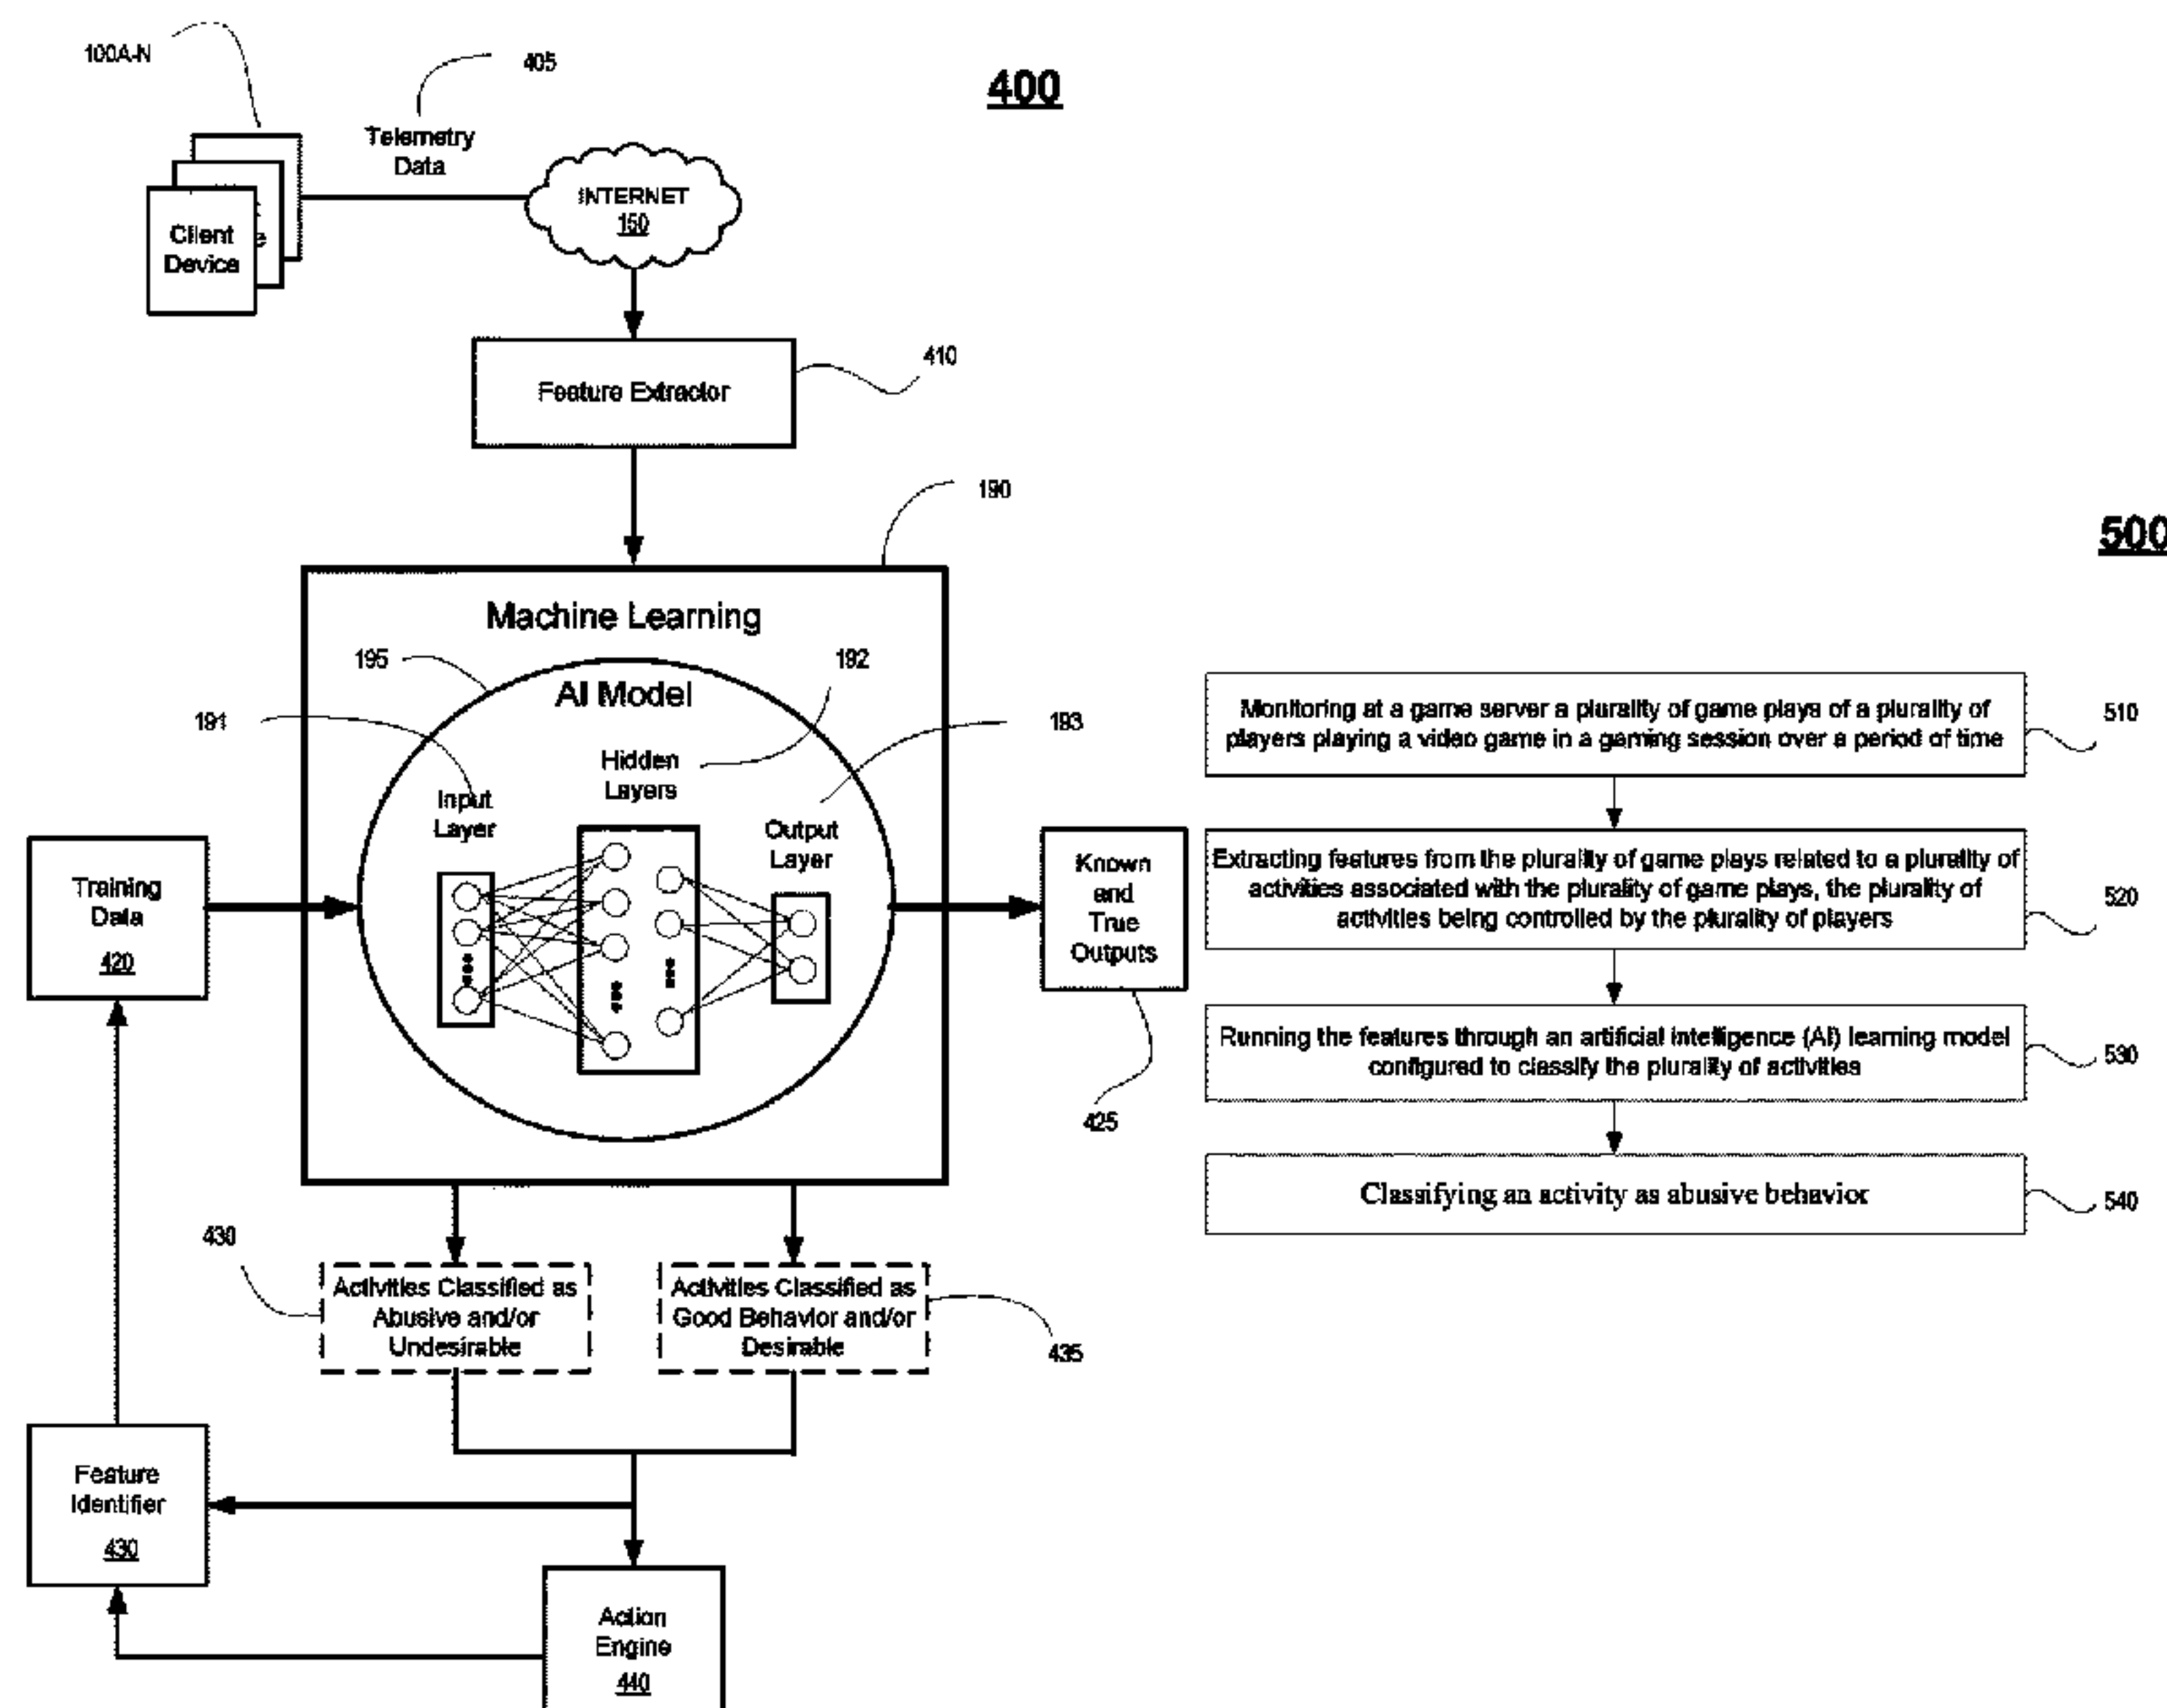 100A-N
405
400
Telemetry
Data
INTERNET
150
Client
Device
410
Feature Extractor
190
500
Machine Learning
195
192
AI Model
191
193
Hidden
Layers
Input
Layer
Output
Layer
Training
Data
420
Known
and
True
Outputs
425
430
Activities Classified as
Abusive and/or
Undesirable
Activities Classified as
Good Behavior and/or
Desirable
435
Feature
Identifier
430
Action
Engine
440
Monitoring at a game server a plurality of game plays of a plurality of
players playing a video game in a gaming session over a period of time
510
Extracting features from the plurality of game plays related to a plurality of
activities associated with the plurality of game plays, the plurality of
activities being controlled by the plurality of players
520
Running the features through an artificial intelligence (AI) learning model
configured to classify the plurality of activities
530
Classifying an activity as abusive behavior
540